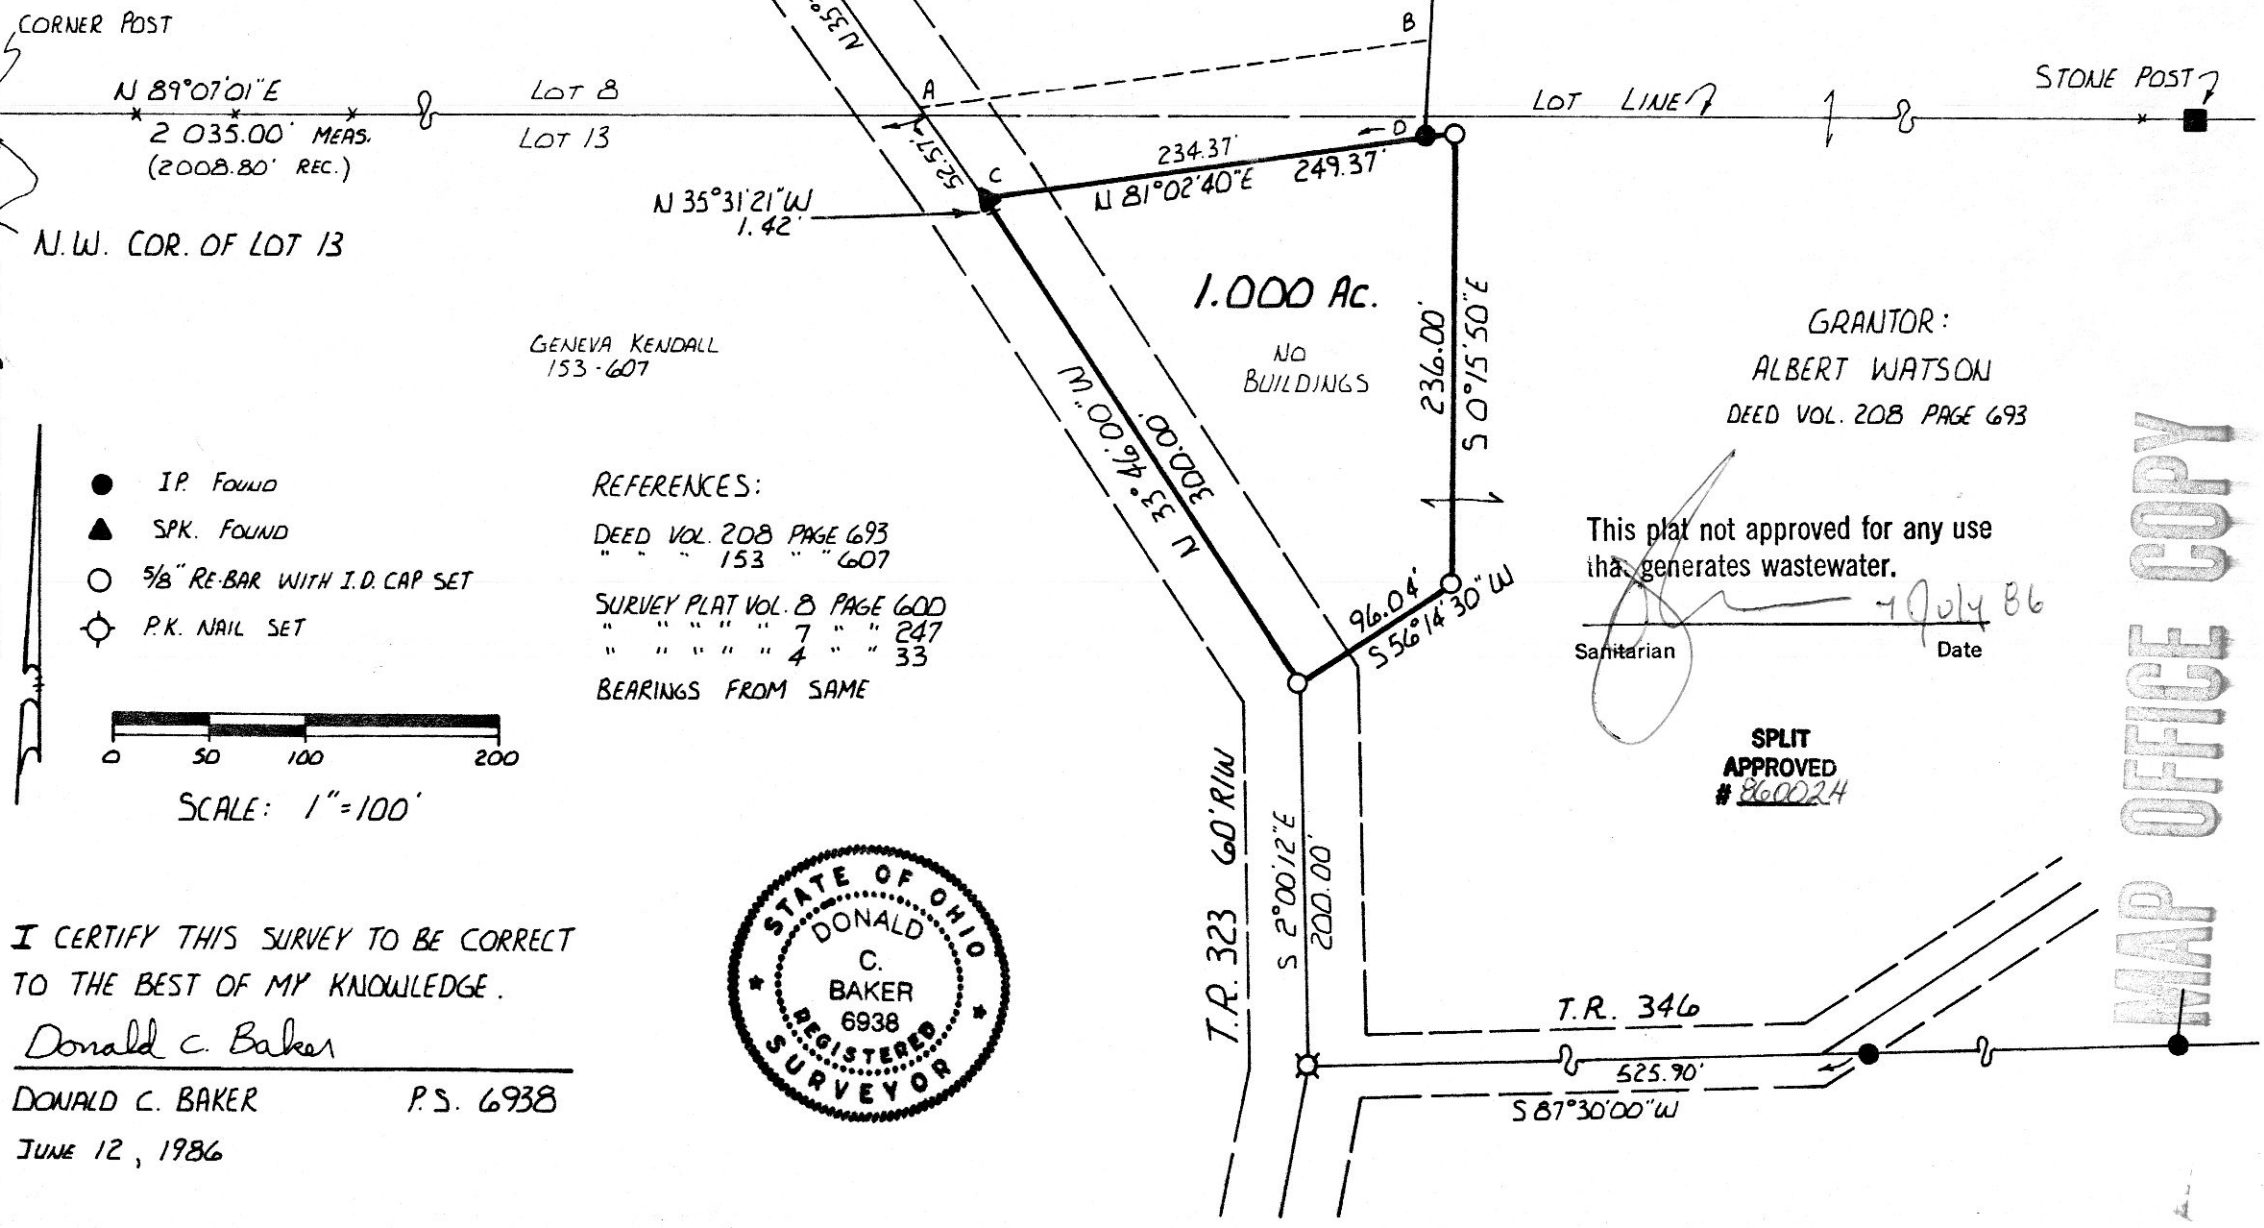 CORNER POST
N 89°07'01"E
2 035.00' MEAS.
(2008.80' REC.)
LOT 8
LOT 13
N.W. COR. OF LOT 13
N 35°
A
B
52.57'
C
D
N 35°31'21"W
1.42'
234.37'
249.37'
N 81°02'40"E
LOT LINE
STONE POST
1.000 AC.
NO
BUILDINGS
236.00'
S 0°15'50"E
N 33°46'00"W
300.00'
96.04'
S 56°14'30"W
GENEVA KENDALL
153-607
GRANTOR:
ALBERT WATSON
DEED VOL. 208 PAGE 693
I.P. FOUND
SPK. FOUND
5/8" RE-BAR WITH I.D. CAP SET
P.K. NAIL SET
REFERENCES:
DEED VOL. 208 PAGE 693
" " " 153 " " 607
SURVEY PLAT VOL. 8 PAGE 600
" " " " " 7 " " 247
" " " " " 4 " " 33
BEARINGS FROM SAME
0 50 100 200
SCALE: 1"=100'
This plat not approved for any use
that generates wastewater.
7 July 86
Sanitarian Date
SPLIT
APPROVED
# 860024
MAP OFFICE COPY
T.R. 323 60' R/W
S 2°00'12"E
200.00'
T.R. 346
525.90'
S 87°30'00"W
STATE OF OHIO
DONALD
C.
BAKER
6938
REGISTERED
SURVEYOR
I CERTIFY THIS SURVEY TO BE CORRECT
TO THE BEST OF MY KNOWLEDGE.
Donald C. Baker
DONALD C. BAKER P.S. 6938
JUNE 12, 1986